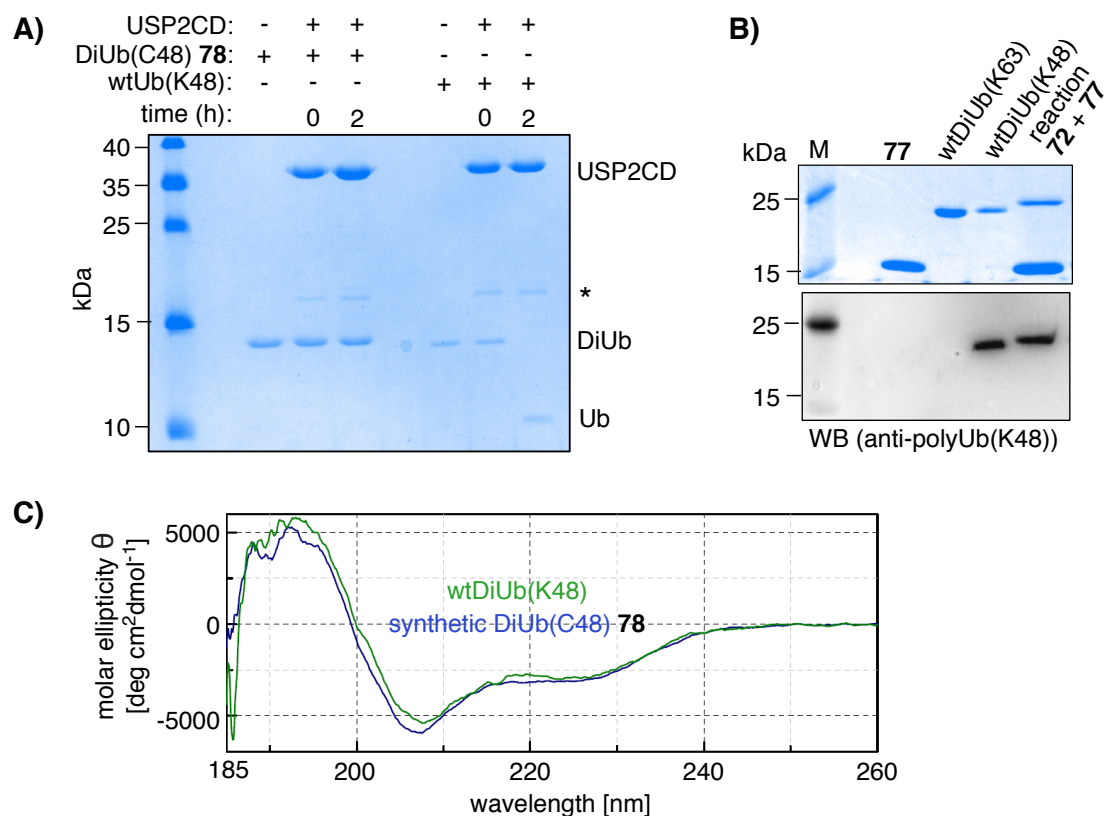 A)
USP2CD: - + + - + +
DiUb(C48) 78: + + + - - -
wtUb(K48): - - - + + +
time (h): 0 2 0 2
40
35
25
15
10
kDa
USP2CD
*
DiUb
Ub
B)
kDa M 77 wtDiUb(K63) wtDiUb(K48) reaction
72 + 77
25
15
25
15
WB (anti-polyUb(K48))
C)
molar ellipticity θ
[deg cm²dmol⁻¹]
5000
0
-5000
wtDiUb(K48)
synthetic DiUb(C48) 78
185 200 220 240 260
wavelength [nm]